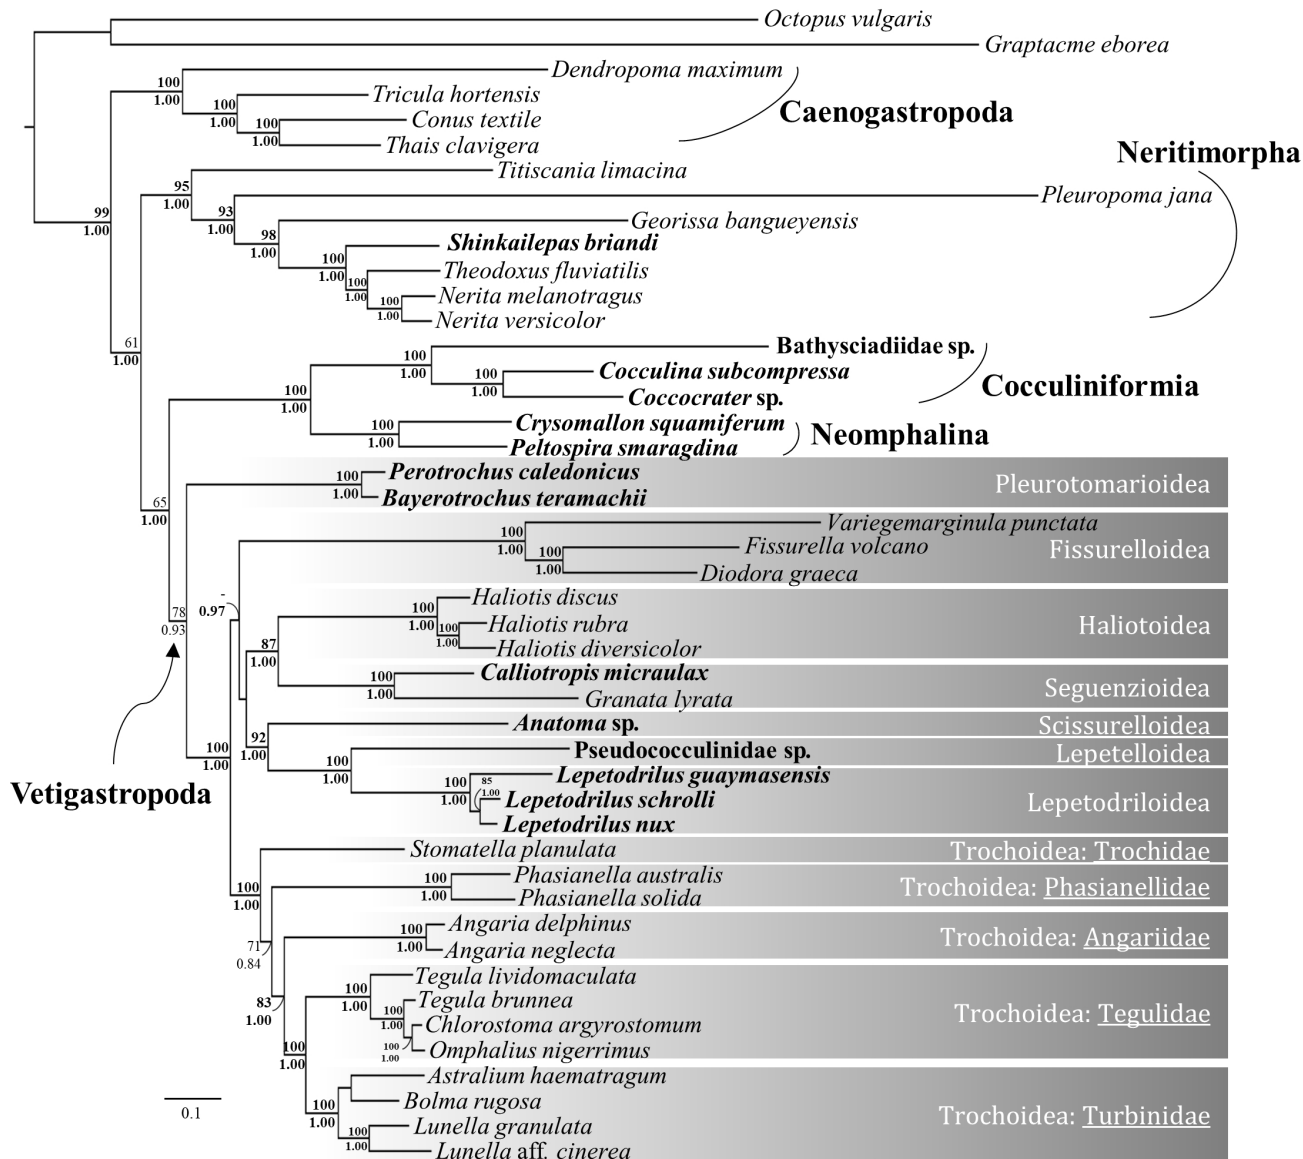 Octopus vulgaris
Graptacme eborea
Dendropoma maximum
100
1.00
Tricula hortensis
100
1.00
Conus textile
100
1.00
Thais clavigera
Caenogastropoda
Neritimorpha
Titiscania limacina
95
1.00
Pleuropoma jana
99
1.00
93
1.00
Georissa bangueyensis
98
1.00
Shinkailepas briandi
100
1.00
Theodoxus fluviatilis
100
1.00
Nerita melanotragus
100
1.00
Nerita versicolor
61
1.00
Bathysciadiidae sp.
100
1.00
Cocculina subcompressa
100
1.00
Coccocrater sp.
Cocculiniformia
100
1.00
Crysomallon squamiferum
100
1.00
Peltospira smaragdina
Neomphalina
Perotrochus caledonicus
100
1.00
Bayerotrochus teramachii
Pleurotomarioidea
65
1.00
Variegemarginula punctata
100
1.00
Fissurella volcano
100
1.00
Diodora graeca
Fissurelloidea
-
0.97
78
0.93
Haliotis discus
100
1.00
Haliotis rubra
100
1.00
Haliotis diversicolor
Haliotoidea
87
1.00
Calliotropis micraulax
100
1.00
Granata lyrata
Seguenzioidea
Anatoma sp.
Scissurelloidea
92
1.00
Pseudococculinidae sp.
Lepetelloidea
100
1.00
100
1.00
Lepetodrilus guaymasensis
100
1.00
85
1.00
Lepetodrilus schrolli
Lepetodrilus nux
Lepetodriloidea
Vetigastropoda
Stomatella planulata
Trochoidea: Trochidae
Phasianella australis
100
1.00
Phasianella solida
Trochoidea: Phasianellidae
100
1.00
Angaria delphinus
100
1.00
Angaria neglecta
Trochoidea: Angariidae
71
0.84
Tegula lividomaculata
100
1.00
Tegula brunnea
100
1.00
Chlorostoma argyrostomum
100
1.00
Omphalius nigerrimus
Trochoidea: Tegulidae
83
1.00
100
1.00
Astralium haematragum
Bolma rugosa
100
1.00
Lunella granulata
100
1.00
Lunella aff. cinerea
Trochoidea: Turbinidae
0.1